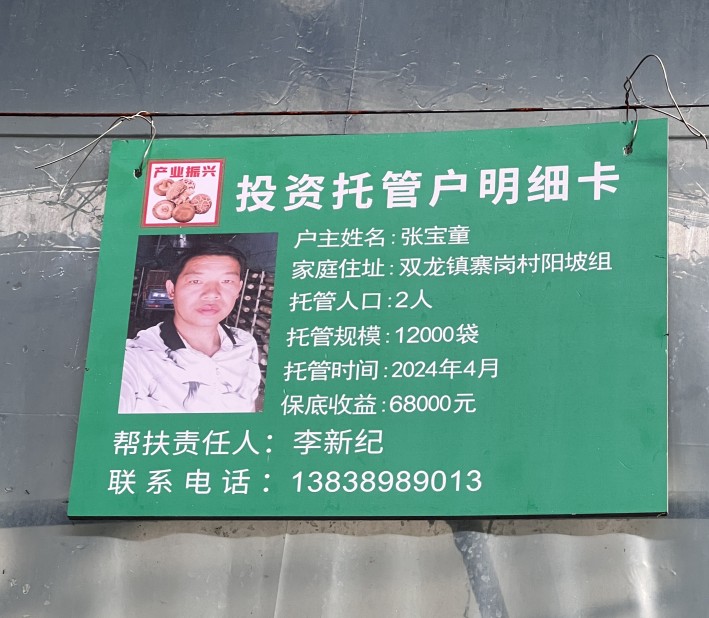 产业振兴
投资托管户明细卡
户主姓名:张宝童
家庭住址:双龙镇寨岗村阳坡组
托管人口:2人
托管规模:12000袋
托管时间:2024年4月
保底收益:68000元
帮扶责任人：李新纪
联系电话：13838989013